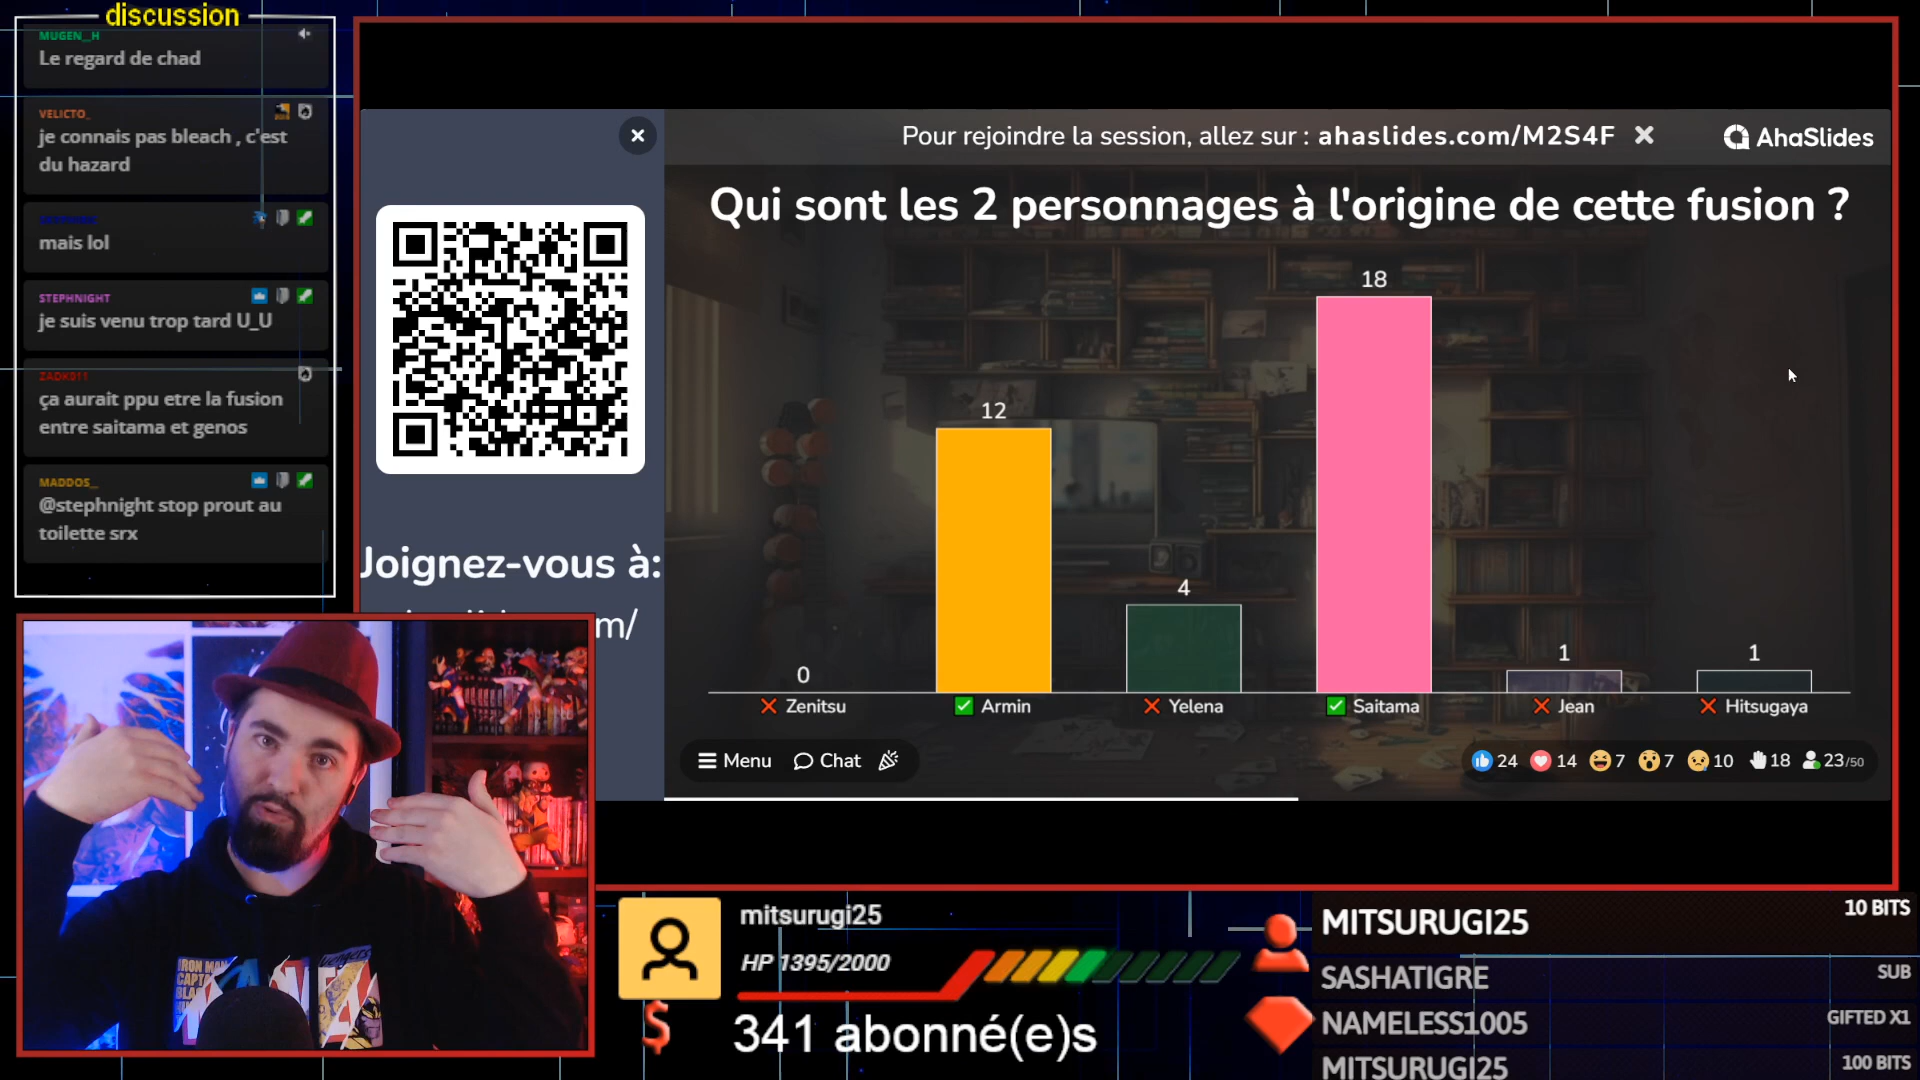 discussion
MUGEN_H
Le regard de chad
VELICTO_
je connais pas bleach , c'est
du hazard
mais lol
STEPHNIGHT
je suis venu trop tard U_U
ZADK011
ça aurait ppu etre la fusion
entre saitama et genos
MADDOS_
@stephnight stop prout au
toilette srx
Pour rejoindre la session, allez sur : ahaslides.com/M2S4F
AhaSlides
Qui sont les 2 personnages à l'origine de cette fusion ?
Joignez-vous à:
m/
0
12
4
18
1
1
Zenitsu
Armin
Yelena
Saitama
Jean
Hitsugaya
Menu
Chat
24
14
7
7
10
18
23/50
IRON MAN
mitsurugi25
HP 1395/2000
341 abonné(e)s
MITSURUGI25
10 BITS
SASHATIGRE
SUB
NAMELESS1005
GIFTED X1
MITSURUGI25
100 BITS